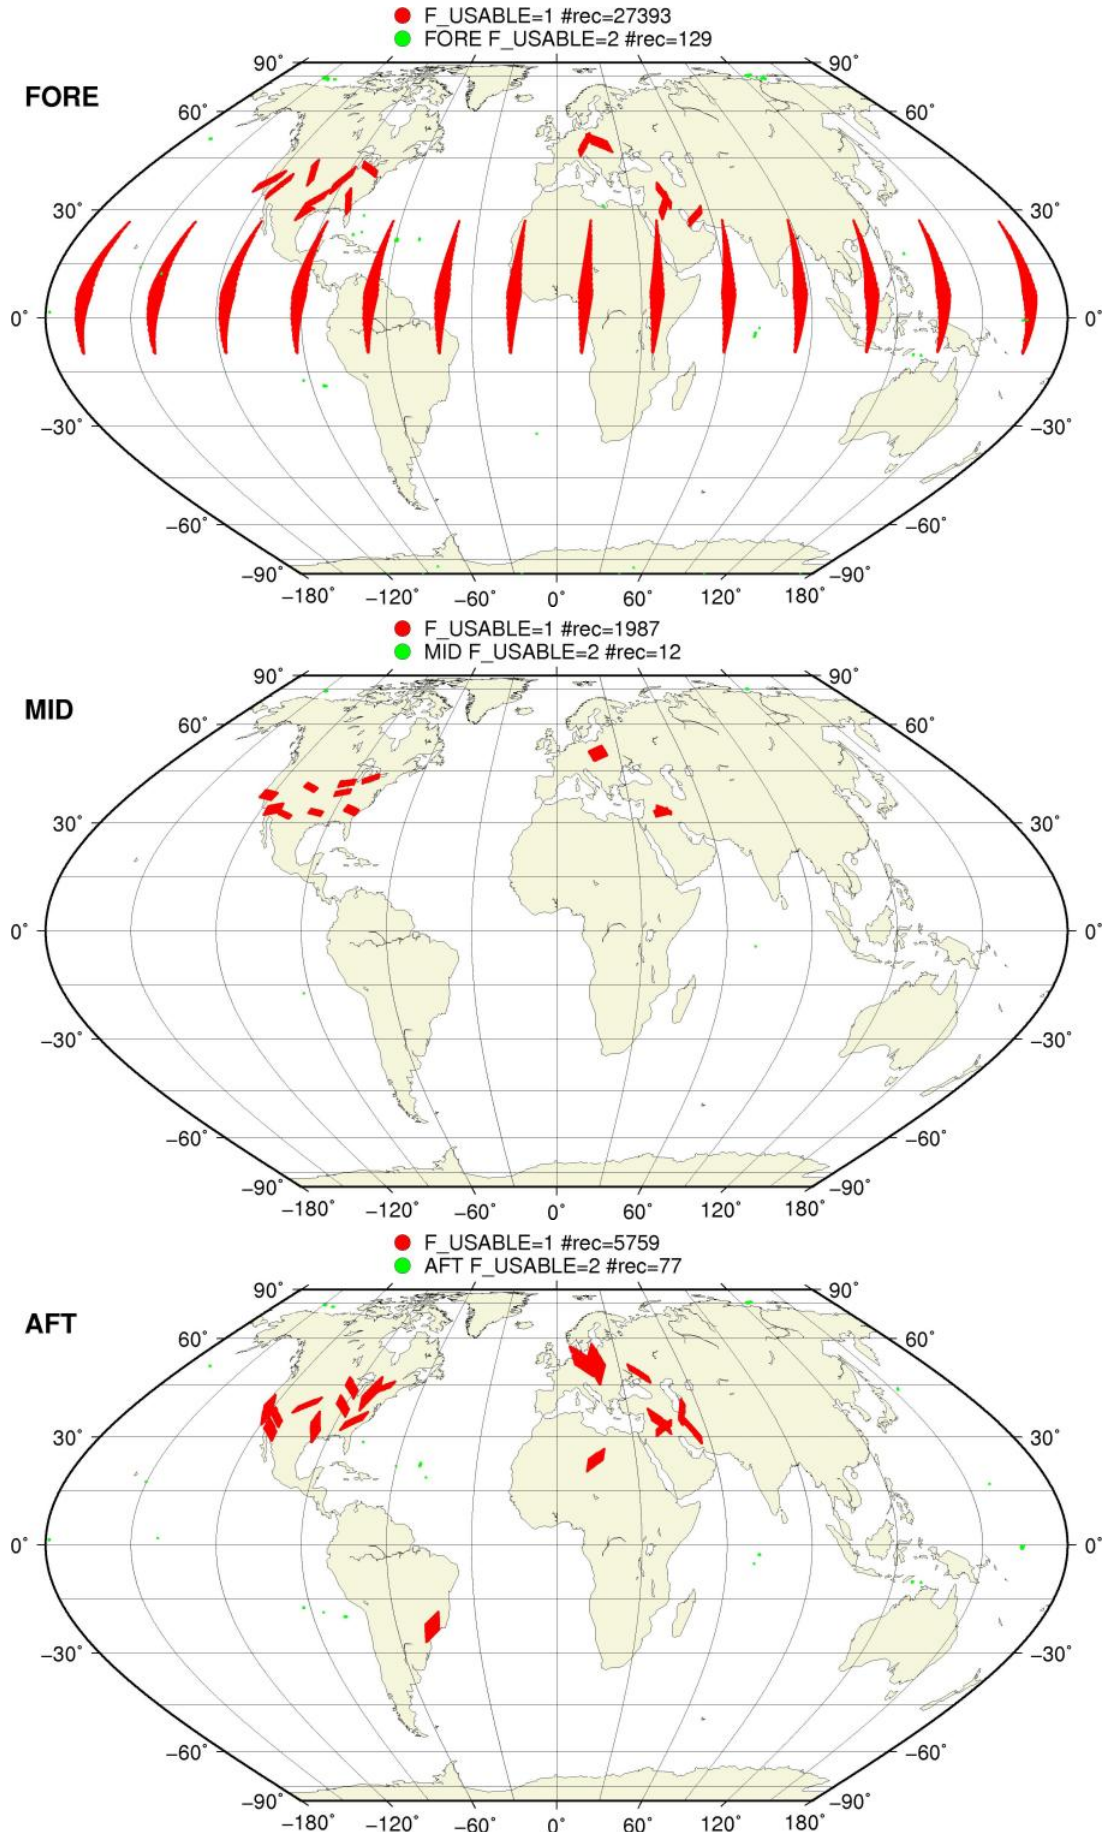 F_USABLE=1 #rec=27393
FORE F_USABLE=2 #rec=129
FORE
90° 90°
60° 60°
30° 30°
0° 0°
−30° −30°
−60° −60°
−90° −90°
−180° −120° −60° 0° 60° 120° 180°
F_USABLE=1 #rec=1987
MID F_USABLE=2 #rec=12
MID
90° 90°
60° 60°
30° 30°
0° 0°
−30° −30°
−60° −60°
−90° −90°
−180° −120° −60° 0° 60° 120° 180°
F_USABLE=1 #rec=5759
AFT F_USABLE=2 #rec=77
AFT
90° 90°
60° 60°
30° 30°
0° 0°
−30° −30°
−60° −60°
−90° −90°
−180° −120° −60° 0° 60° 120° 180°